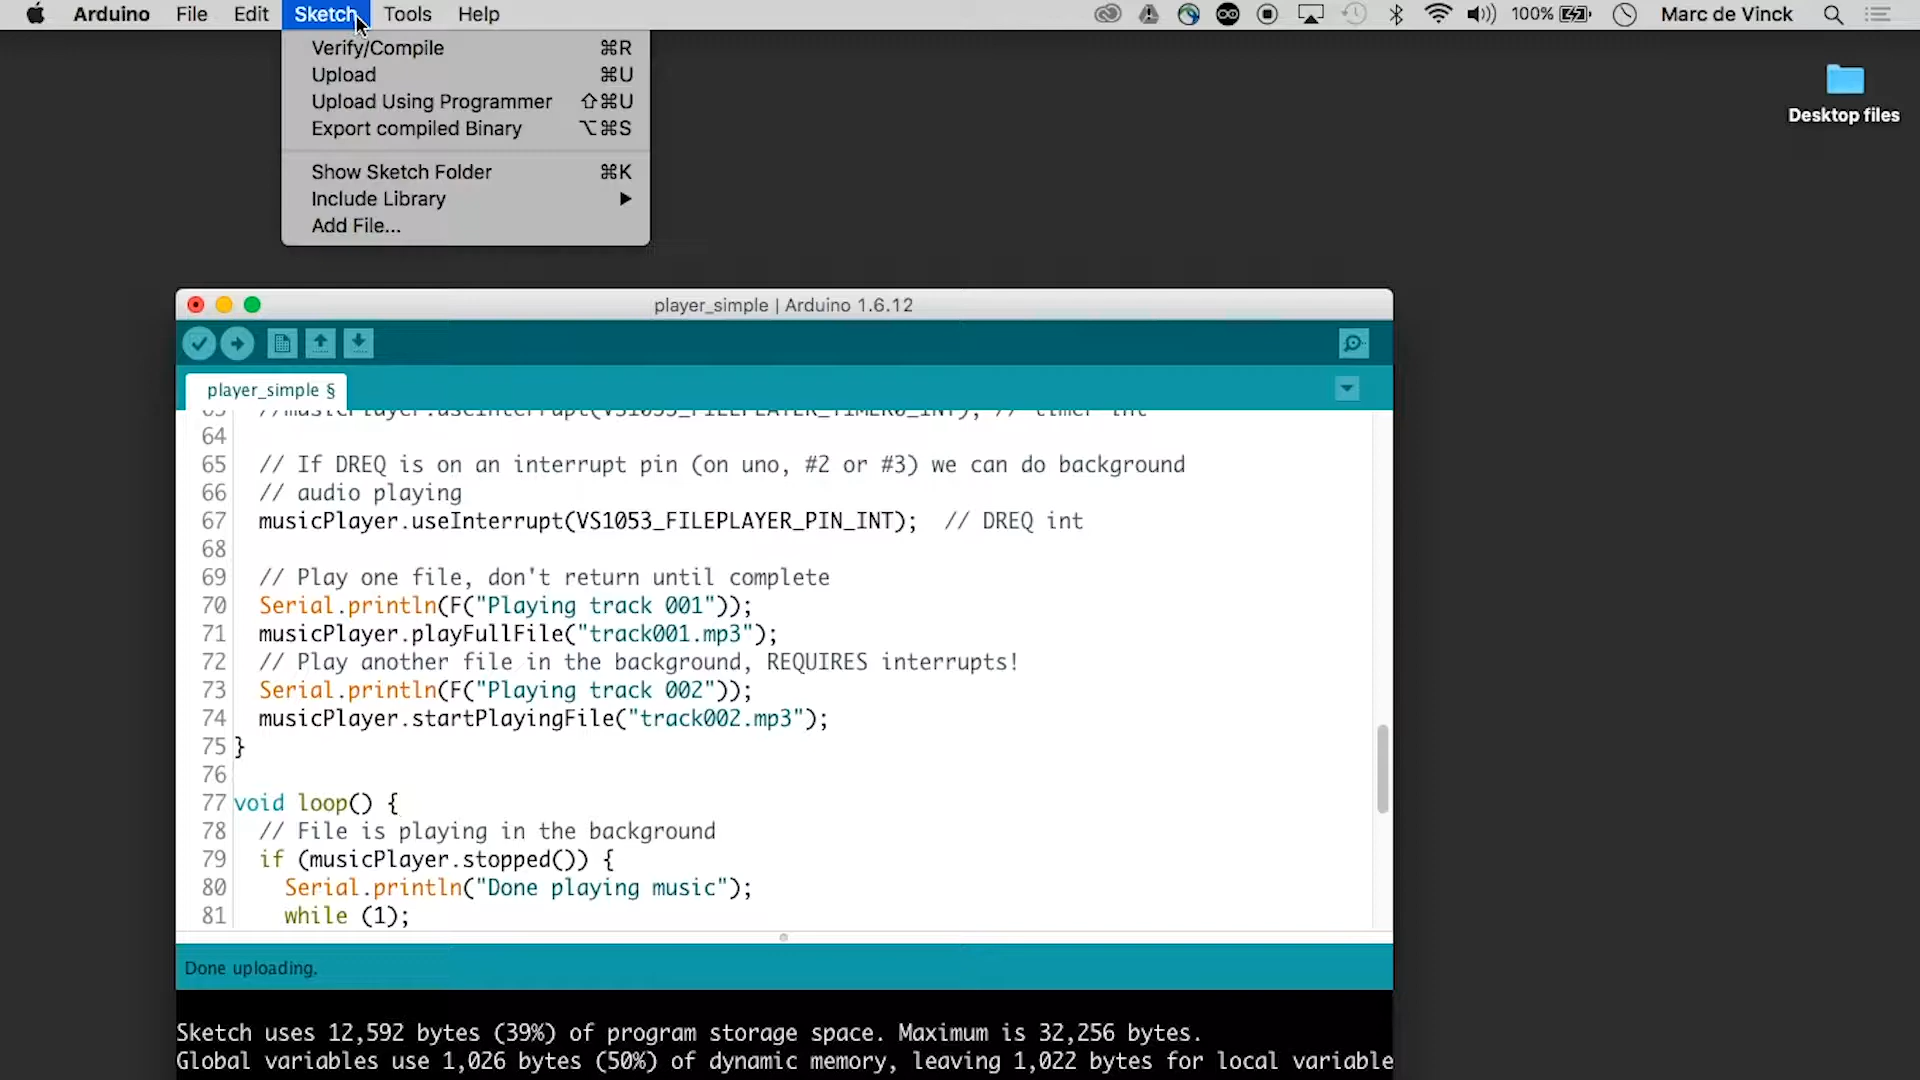 Arduino File Edit Sketch Tools Help 100% Marc de Vinck
Verify/Compile ⌘R
Upload ⌘U
Upload Using Programmer ⇧⌘U
Export compiled Binary ⌥⌘S
Show Sketch Folder ⌘K
Include Library ▶
Add File...
Desktop files
player_simple | Arduino 1.6.12
player_simple §
63 //musicPlayer.useInterrupt(VS1053_FILEPLAYER_TIMER0_INT); // timer int
64
65 // If DREQ is on an interrupt pin (on uno, #2 or #3) we can do background
66 // audio playing
67 musicPlayer.useInterrupt(VS1053_FILEPLAYER_PIN_INT);  // DREQ int
68
69 // Play one file, don't return until complete
70 Serial.println(F("Playing track 001"));
71 musicPlayer.playFullFile("track001.mp3");
72 // Play another file in the background, REQUIRES interrupts!
73 Serial.println(F("Playing track 002"));
74 musicPlayer.startPlayingFile("track002.mp3");
75 }
76
77 void loop() {
78 // File is playing in the background
79 if (musicPlayer.stopped()) {
80 Serial.println("Done playing music");
81 while (1);
Done uploading.
Sketch uses 12,592 bytes (39%) of program storage space. Maximum is 32,256 bytes.
Global variables use 1,026 bytes (50%) of dynamic memory, leaving 1,022 bytes for local variable